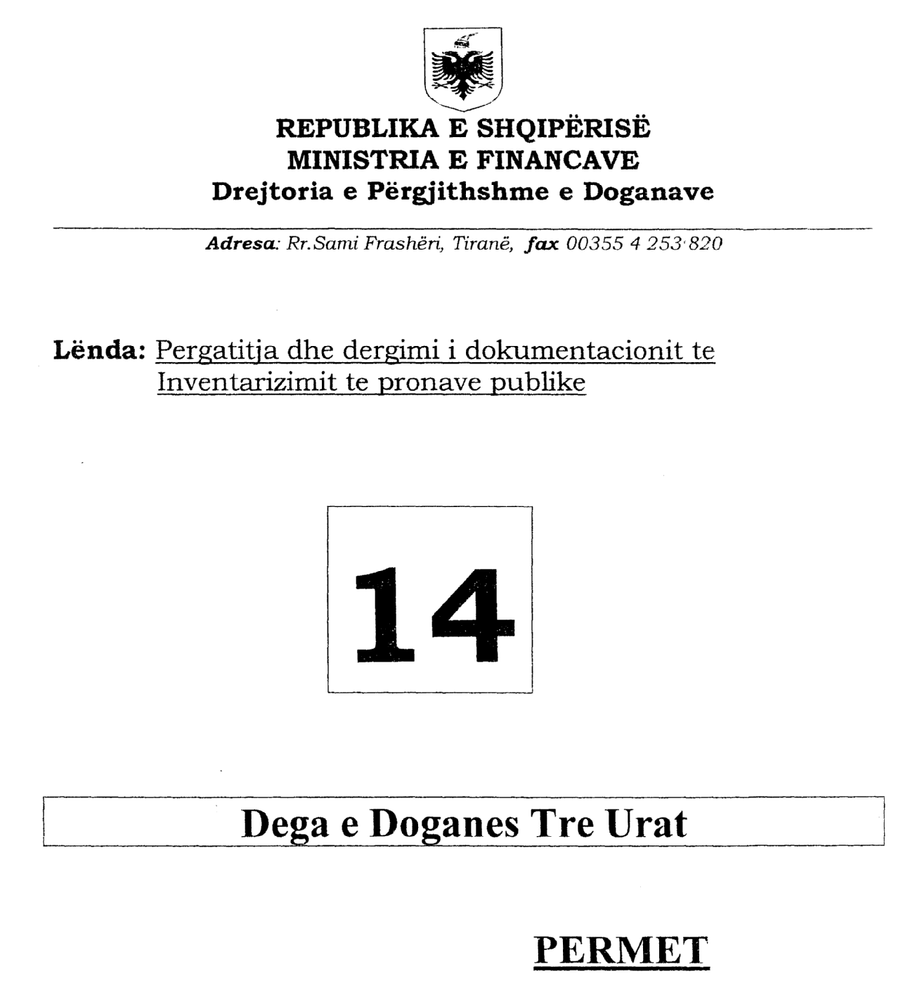 REPUBLIKA E SHQIPËRISË
MINISTRIA E FINANCAVE
Drejtoria e Përgjithshme e Doganave
Adresa: Rr.Sami Frashëri, Tiranë, fax 00355 4 253 820
Lënda: Pergatitja dhe dergimi i dokumentacionit te
Inventarizimit te pronave publike
14
Dega e Doganes Tre Urat
PERMET